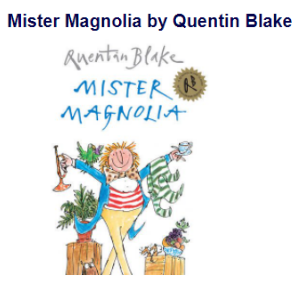 Mister Magnolia by Quentin Blake
Quentin Blake
MISTER
MAGNOLIA